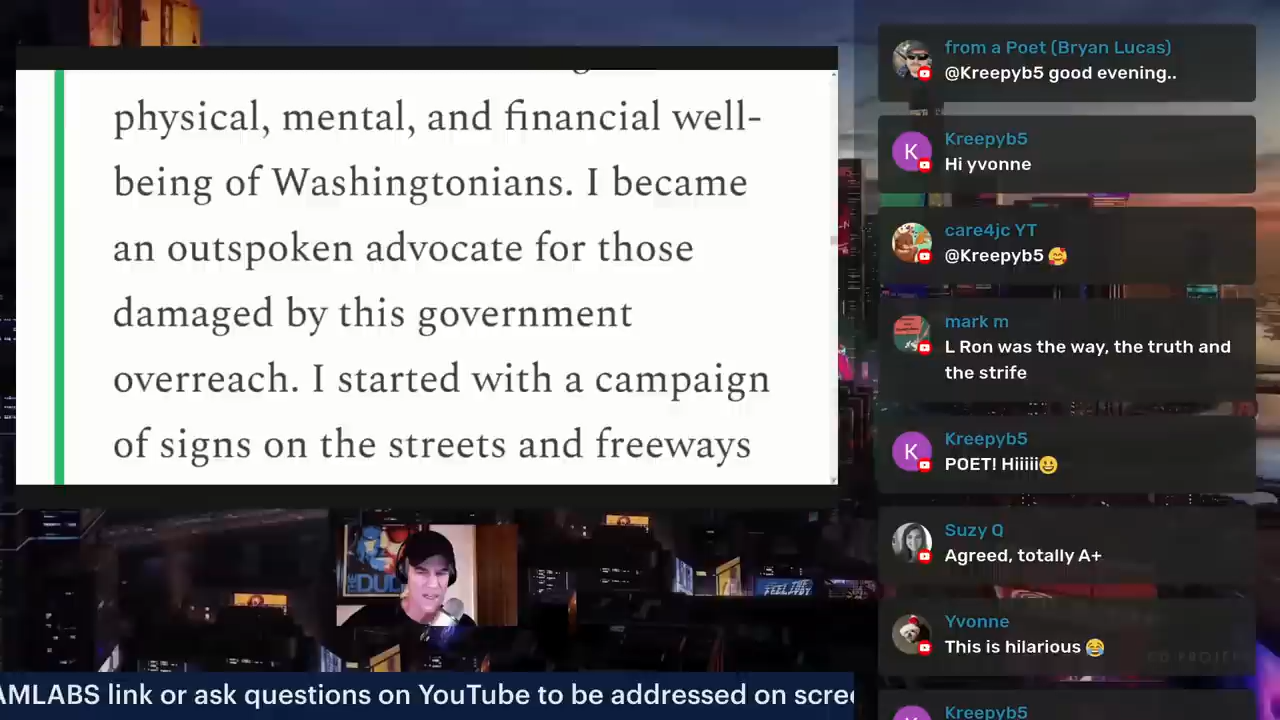 physical, mental, and financial well-
being of Washingtonians. I became
an outspoken advocate for those
damaged by this government
overreach. I started with a campaign
of signs on the streets and freeways
from a Poet (Bryan Lucas)
@Kreepyb5 good evening..
K
Kreepyb5
Hi yvonne
care4jc YT
@Kreepyb5 🥰
mark m
L Ron was the way, the truth and
the strife
K
Kreepyb5
POET! Hiiiii😀
Suzy Q
Agreed, totally A+
Yvonne
This is hilarious 😂
Kreepyb5
DUDE
FEEL THE
AMLABS link or ask questions on YouTube to be addressed on scree